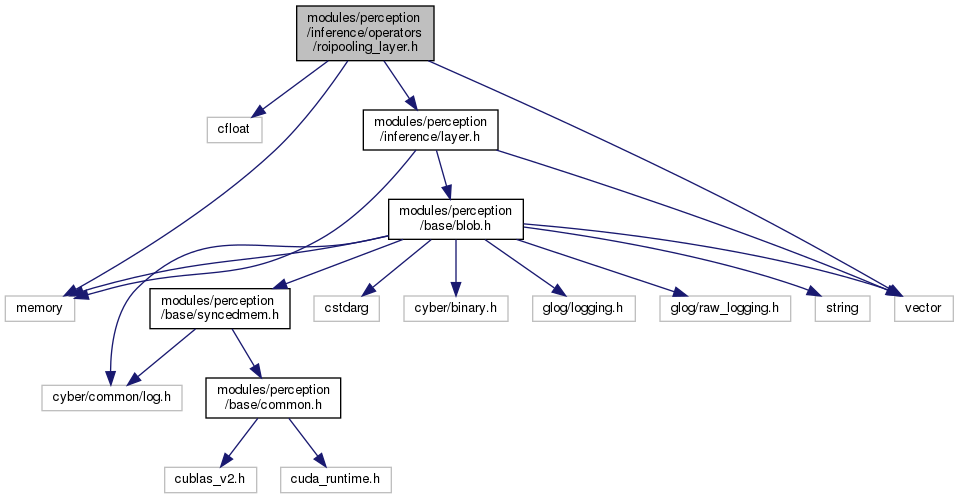 modules/perception
/inference/operators
/roipooling_layer.h
cfloat
modules/perception
/inference/layer.h
modules/perception
/base/blob.h
memory
modules/perception
/base/syncedmem.h
cstdarg
cyber/binary.h
glog/logging.h
glog/raw_logging.h
string
vector
cyber/common/log.h
modules/perception
/base/common.h
cublas_v2.h
cuda_runtime.h